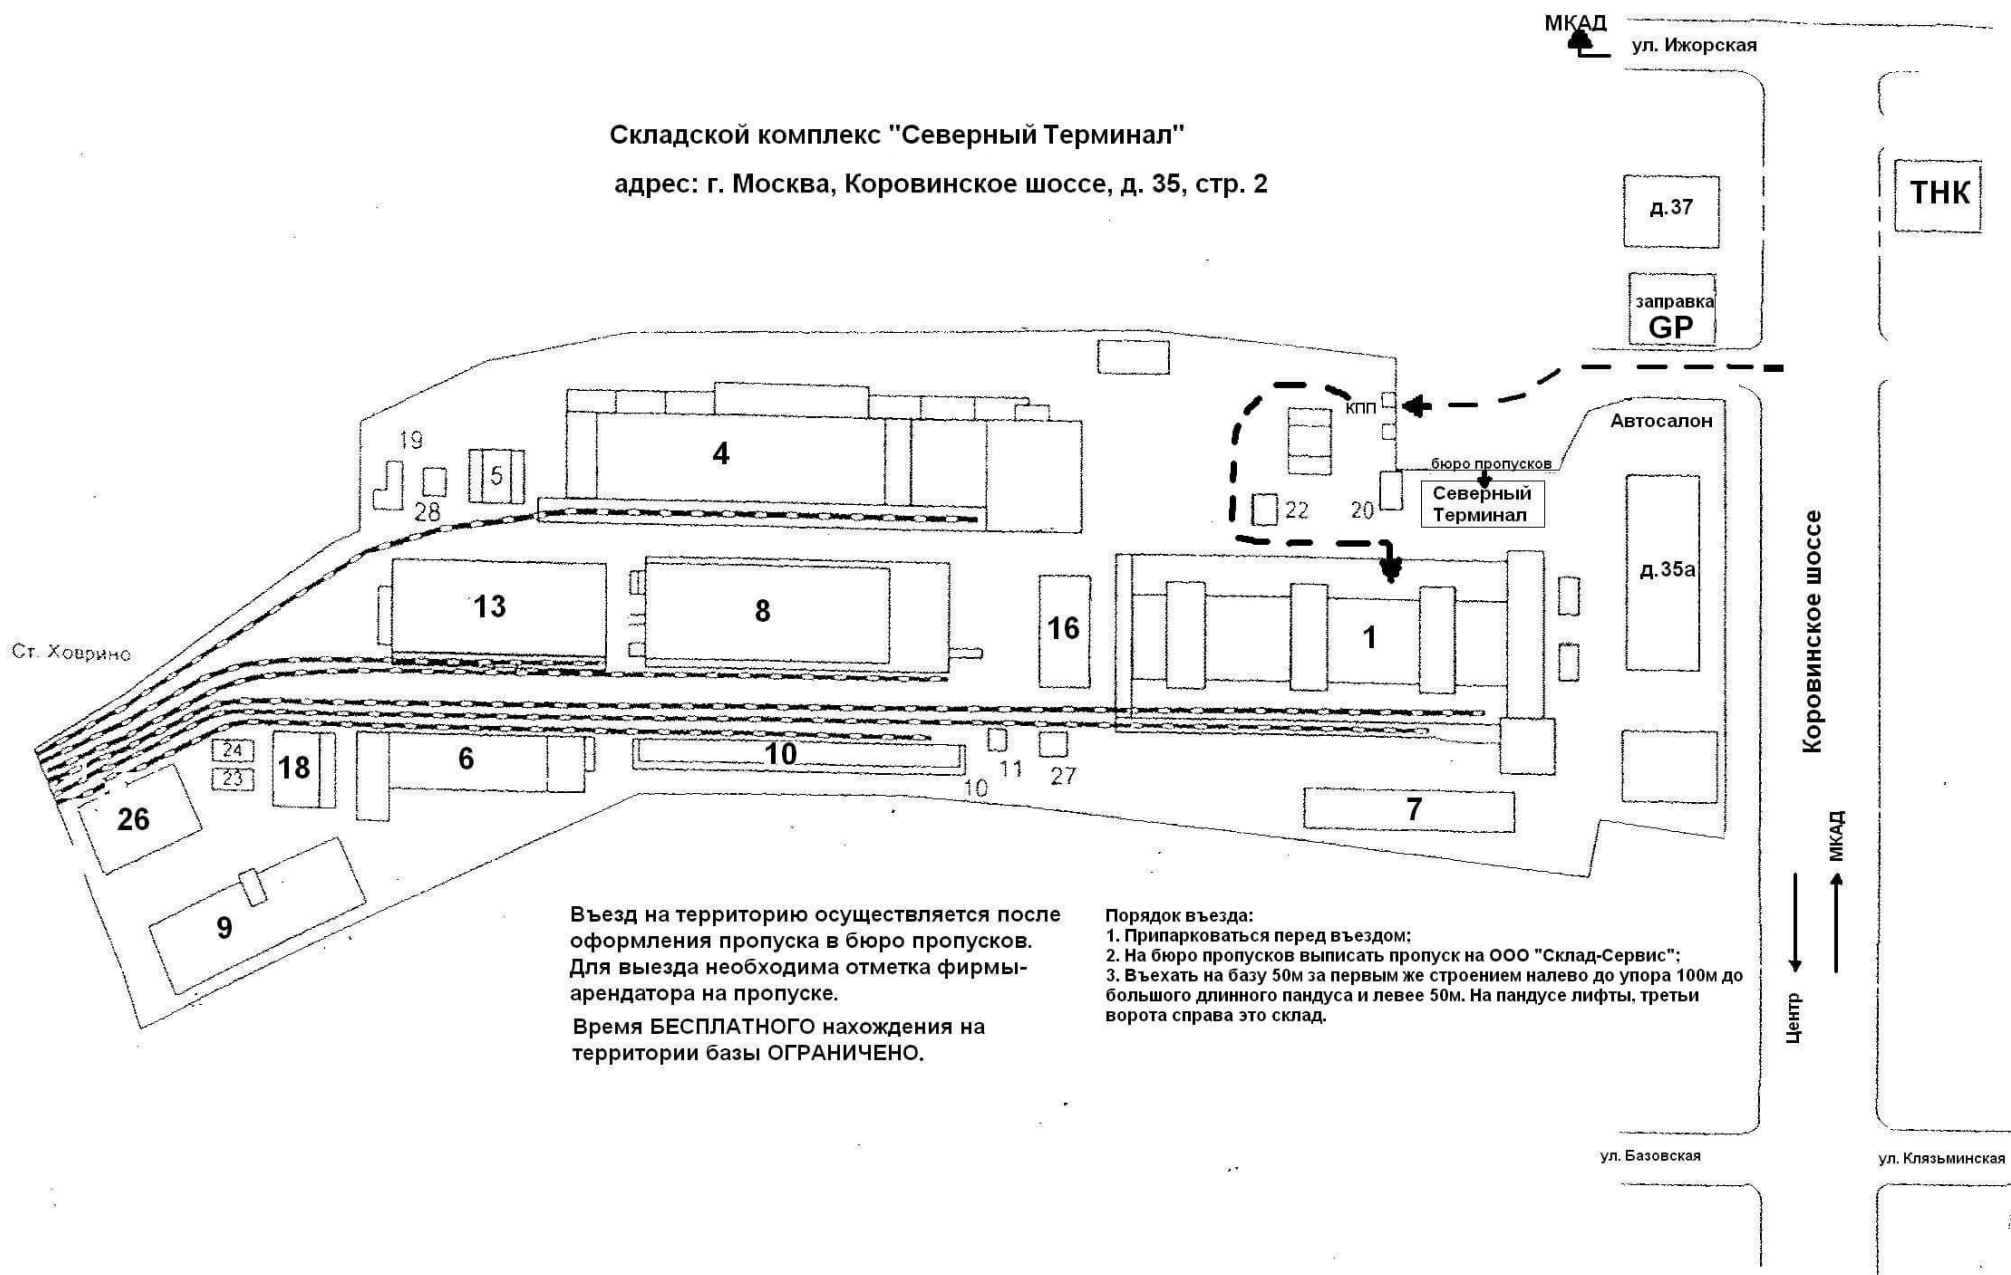 МКАД
ул. Ижорская
Складской комплекс "Северный Терминал"
адрес: г. Москва, Коровинское шоссе, д. 35, стр. 2
д.37
ТНК
заправка
GP
КПП
Автосалон
19
4
5
28
бюро пропусков
Северный
Терминал
22
20
13
8
16
1
д.35а
Коровинское шоссе
Ст. Ховрино
24
23
18
6
10
11
27
10
7
26
9
МКАД
Центр
Въезд на территорию осуществляется после
оформления пропуска в бюро пропусков.
Для выезда необходима отметка фирмы-
арендатора на пропуске.
Время БЕСПЛАТНОГО нахождения на
территории базы ОГРАНИЧЕНО.
Порядок въезда:
1. Припарковаться перед въездом;
2. На бюро пропусков выписать пропуск на ООО "Склад-Сервис";
3. Въехать на базу 50м за первым же строением налево до упора 100м до
большого длинного пандуса и левее 50м. На пандусе лифты, третьи
ворота справа это склад.
ул. Базовская
ул. Клязьминская